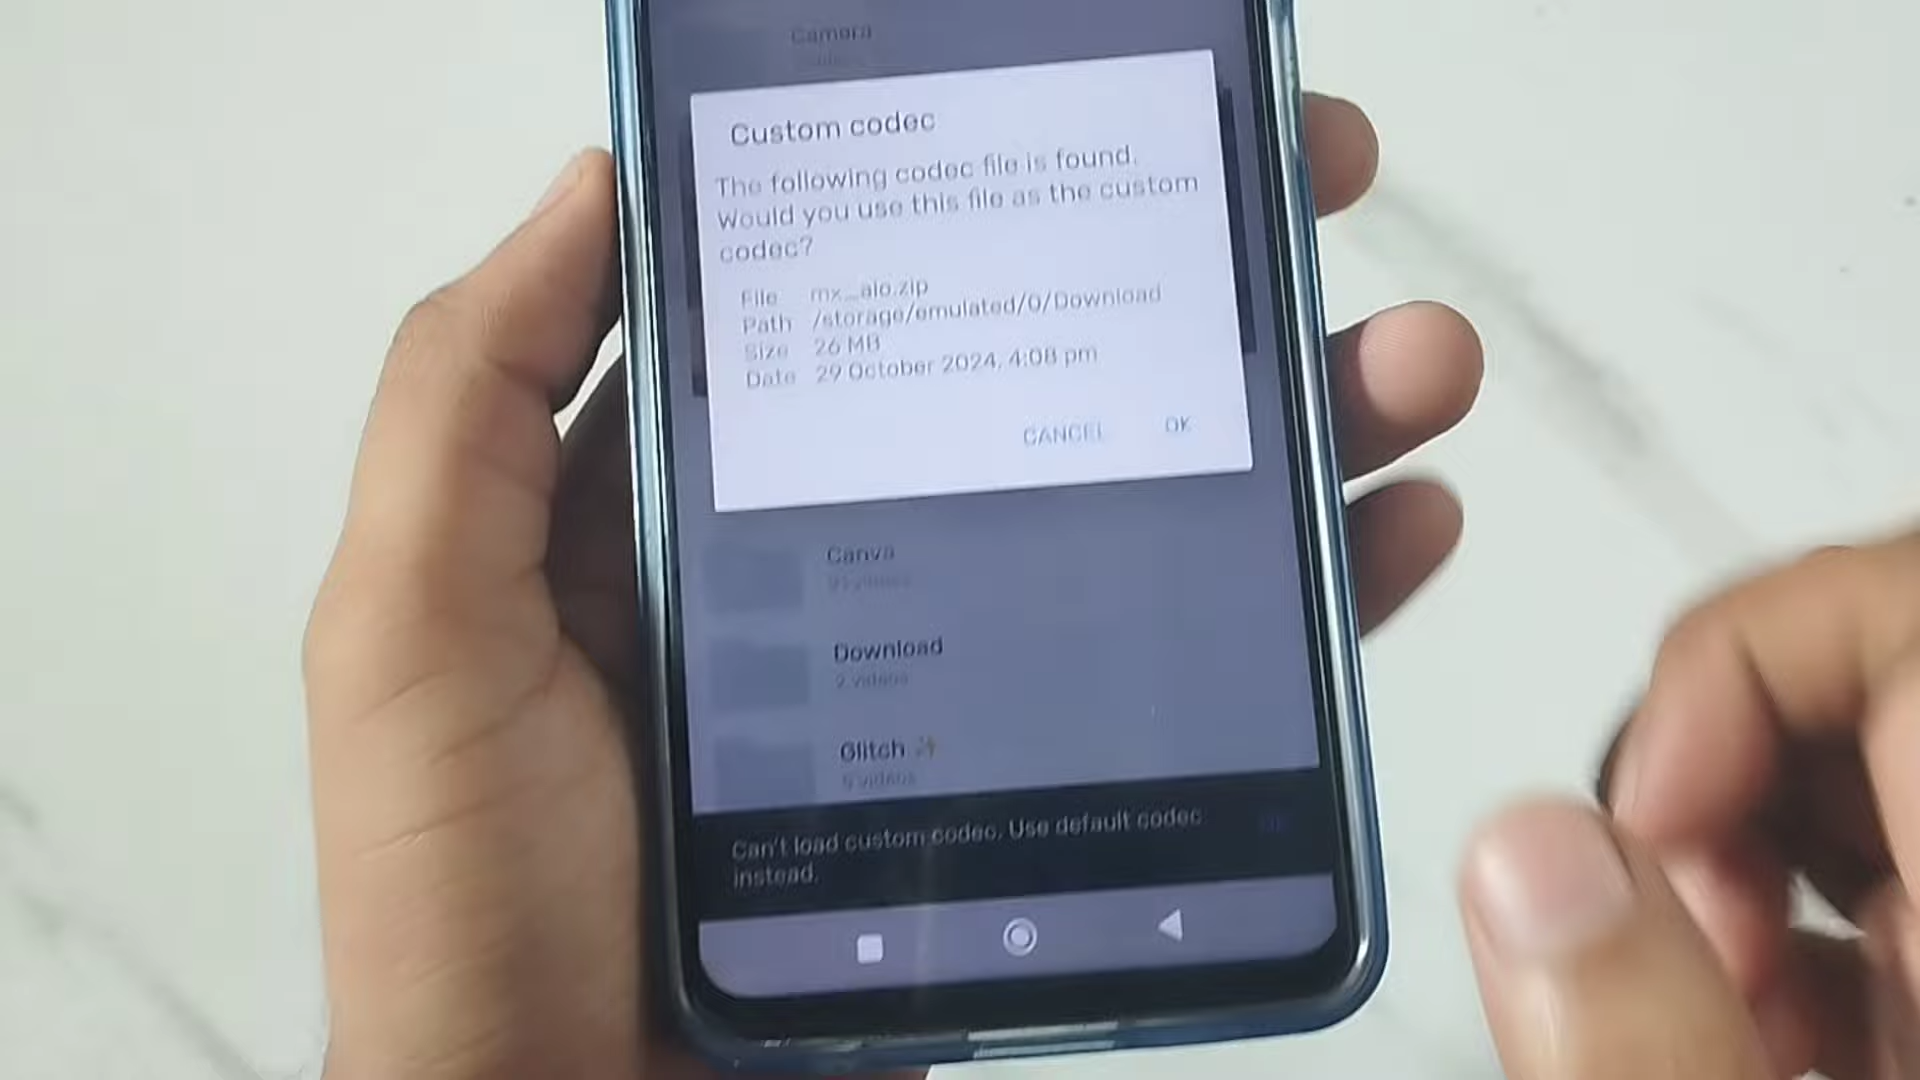 Camera
Custom codec
The following codec file is found.
Would you use this file as the custom
codec?
File mx_aio.zip
Path /storage/emulated/0/Download
Size 26 MB
Date 29 October 2024, 4:08 pm
CANCEL OK
Canva
Download
2 videos
Glitch ✨
5 videos
Can't load custom codec. Use default codec
instead.